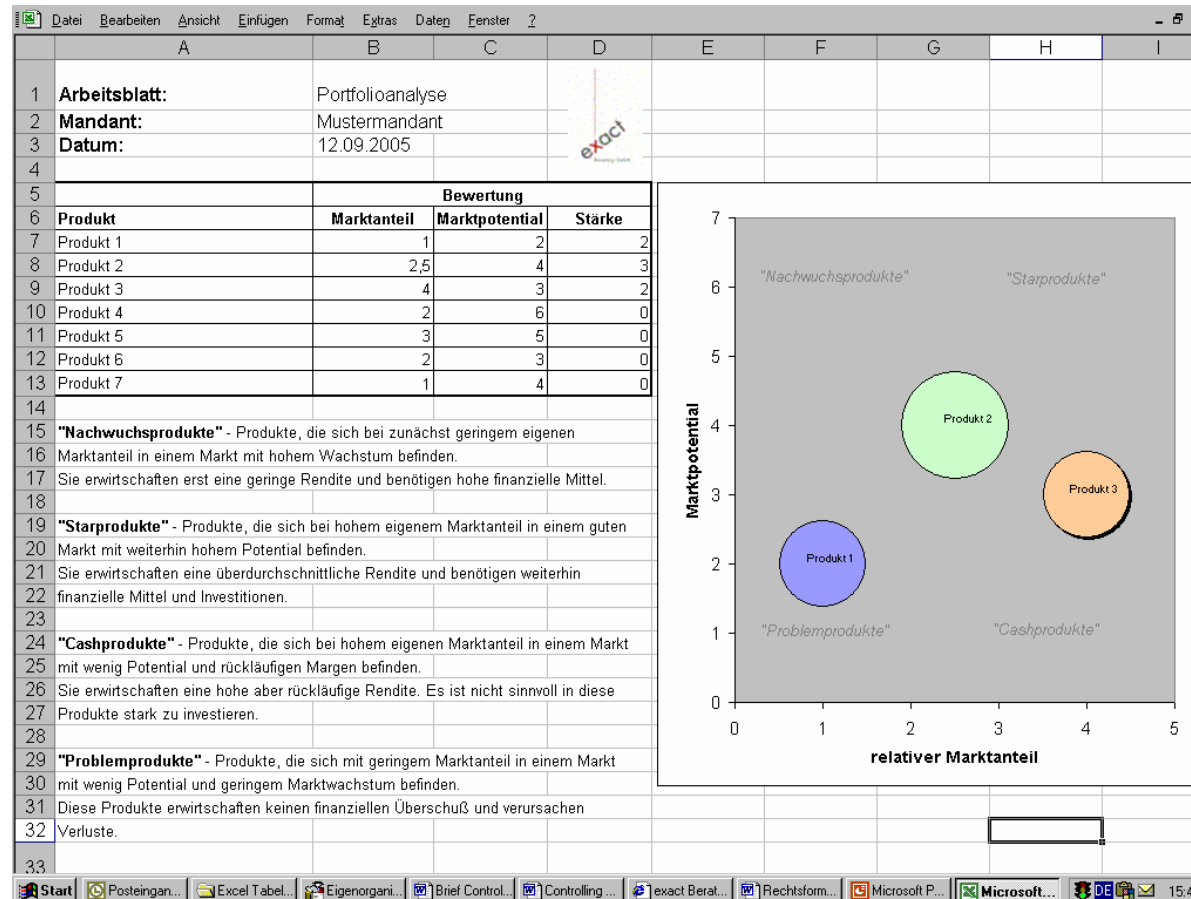 Datei Bearbeiten Ansicht Einfügen Format Extras Daten Fenster ?
A B C D E F G H I
1 Arbeitsblatt: Portfolioanalyse
2 Mandant: Mustermandant
3 Datum: 12.09.2005
exact
4
5 Bewertung
6 Produkt Marktanteil Marktpotential Stärke
7 Produkt 1 1 2 2
8 Produkt 2 2,5 4 3
9 Produkt 3 4 3 2
10 Produkt 4 2 6 0
11 Produkt 5 3 5 0
12 Produkt 6 2 3 0
13 Produkt 7 1 4 0
14
15 "Nachwuchsprodukte" - Produkte, die sich bei zunächst geringem eigenen
16 Marktanteil in einem Markt mit hohem Wachstum befinden.
17 Sie erwirtschaften erst eine geringe Rendite und benötigen hohe finanzielle Mittel.
18
19 "Starprodukte" - Produkte, die sich bei hohem eigenem Marktanteil in einem guten
20 Markt mit weiterhin hohem Potential befinden.
21 Sie erwirtschaften eine überdurchschnittliche Rendite und benötigen weiterhin
22 finanzielle Mittel und Investitionen.
23
24 "Cashprodukte" - Produkte, die sich bei hohem eigenen Marktanteil in einem Markt
25 mit wenig Potential und rückläufigen Margen befinden.
26 Sie erwirtschaften eine hohe aber rückläufige Rendite. Es ist nicht sinnvoll in diese
27 Produkte stark zu investieren.
28
29 "Problemprodukte" - Produkte, die sich mit geringem Marktanteil in einem Markt
30 mit wenig Potential und geringem Marktwachstum befinden.
31 Diese Produkte erwirtschaften keinen finanziellen Überschuß und verursachen
32 Verluste.
33
7
6
5
4
3
2
1
0
Marktpotential
"Nachwuchsprodukte" "Starprodukte"
Produkt 2
Produkt 3
Produkt 1
"Problemprodukte" "Cashprodukte"
0 1 2 3 4 5
relativer Marktanteil
Start Posteingan... Excel Tabel... Eigenorgani... Brief Control... Controlling ... exact Berat... Rechtsform... Microsoft P... Microsoft... DE 15:4